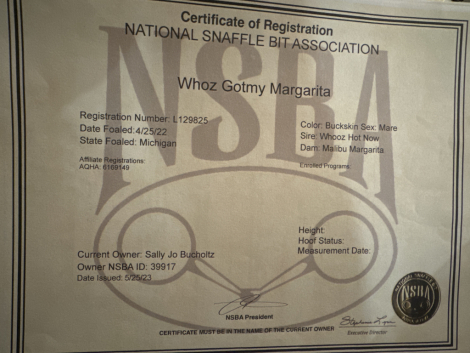 Certificate of Registration
NATIONAL SNAFFLE BIT ASSOCIATION
NSBA
Whoz Gotmy Margarita
Registration Number: L129825
Date Foaled: 4/25/22
State Foaled: Michigan
Affiliate Registrations:
AQHA: 6169149
Color: Buckskin Sex: Mare
Sire: Whooz Hot Now
Dam: Malibu Margarita
Enrolled Programs:
Height:
Hoof Status:
Measurement Date:
Current Owner: Sally Jo Bucholtz
Owner NSBA ID: 39917
Date Issued: 5/25/23
NSBA President
Executive Director
CERTIFICATE MUST BE IN THE NAME OF THE CURRENT OWNER
NSBA